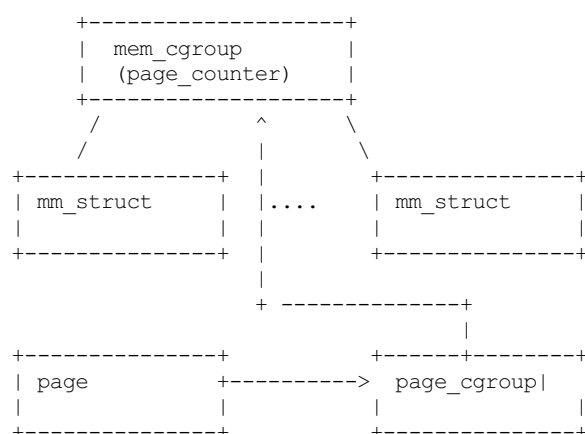 mem_cgroup
(page_counter)
mm_struct .... mm_struct
page page_cgroup